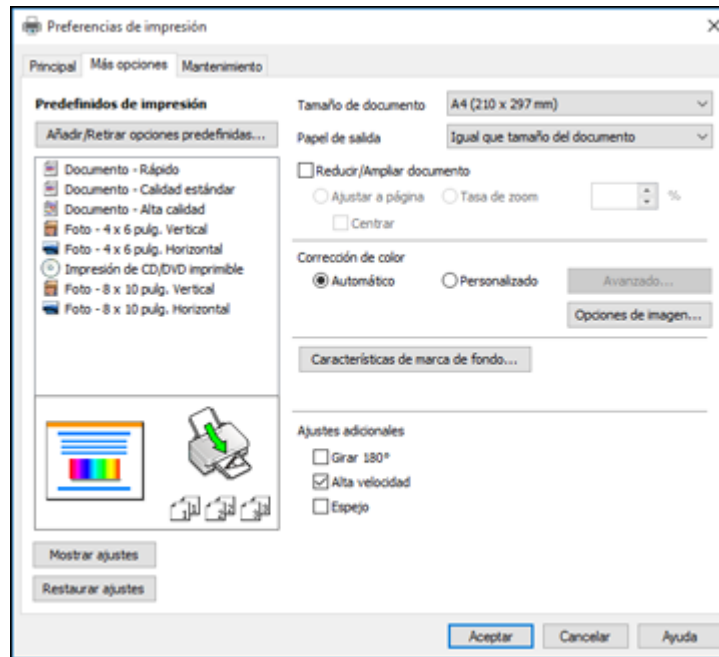 Preferencias de impresión
Principal Más opciones Mantenimiento
Predefinidos de impresión
Añadir/Retirar opciones predefinidas...
Documento - Rápido
Documento - Calidad estándar
Documento - Alta calidad
Foto - 4 x 6 pulg. Vertical
Foto - 4 x 6 pulg. Horizontal
Impresión de CD/DVD imprimible
Foto - 8 x 10 pulg. Vertical
Foto - 8 x 10 pulg. Horizontal
Mostrar ajustes
Restaurar ajustes
Tamaño de documento A4 (210 x 297 mm)
Papel de salida Igual que tamaño del documento
Reducir/Ampliar documento
Ajustar a página Tasa de zoom %
Centrar
Corrección de color
Automático Personalizado Avanzado...
Opciones de imagen...
Características de marca de fondo...
Ajustes adicionales
Girar 180°
Alta velocidad
Espejo
Aceptar Cancelar Ayuda